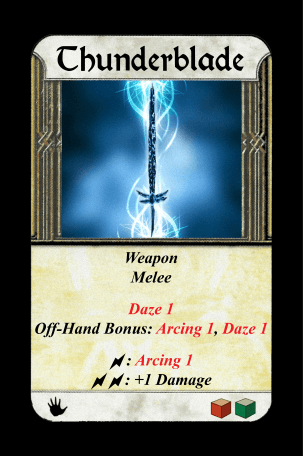 Thunderblade
Weapon
Melee
Daze 1
Off-Hand Bonus: Arcing 1, Daze 1
: Arcing 1
: +1 Damage